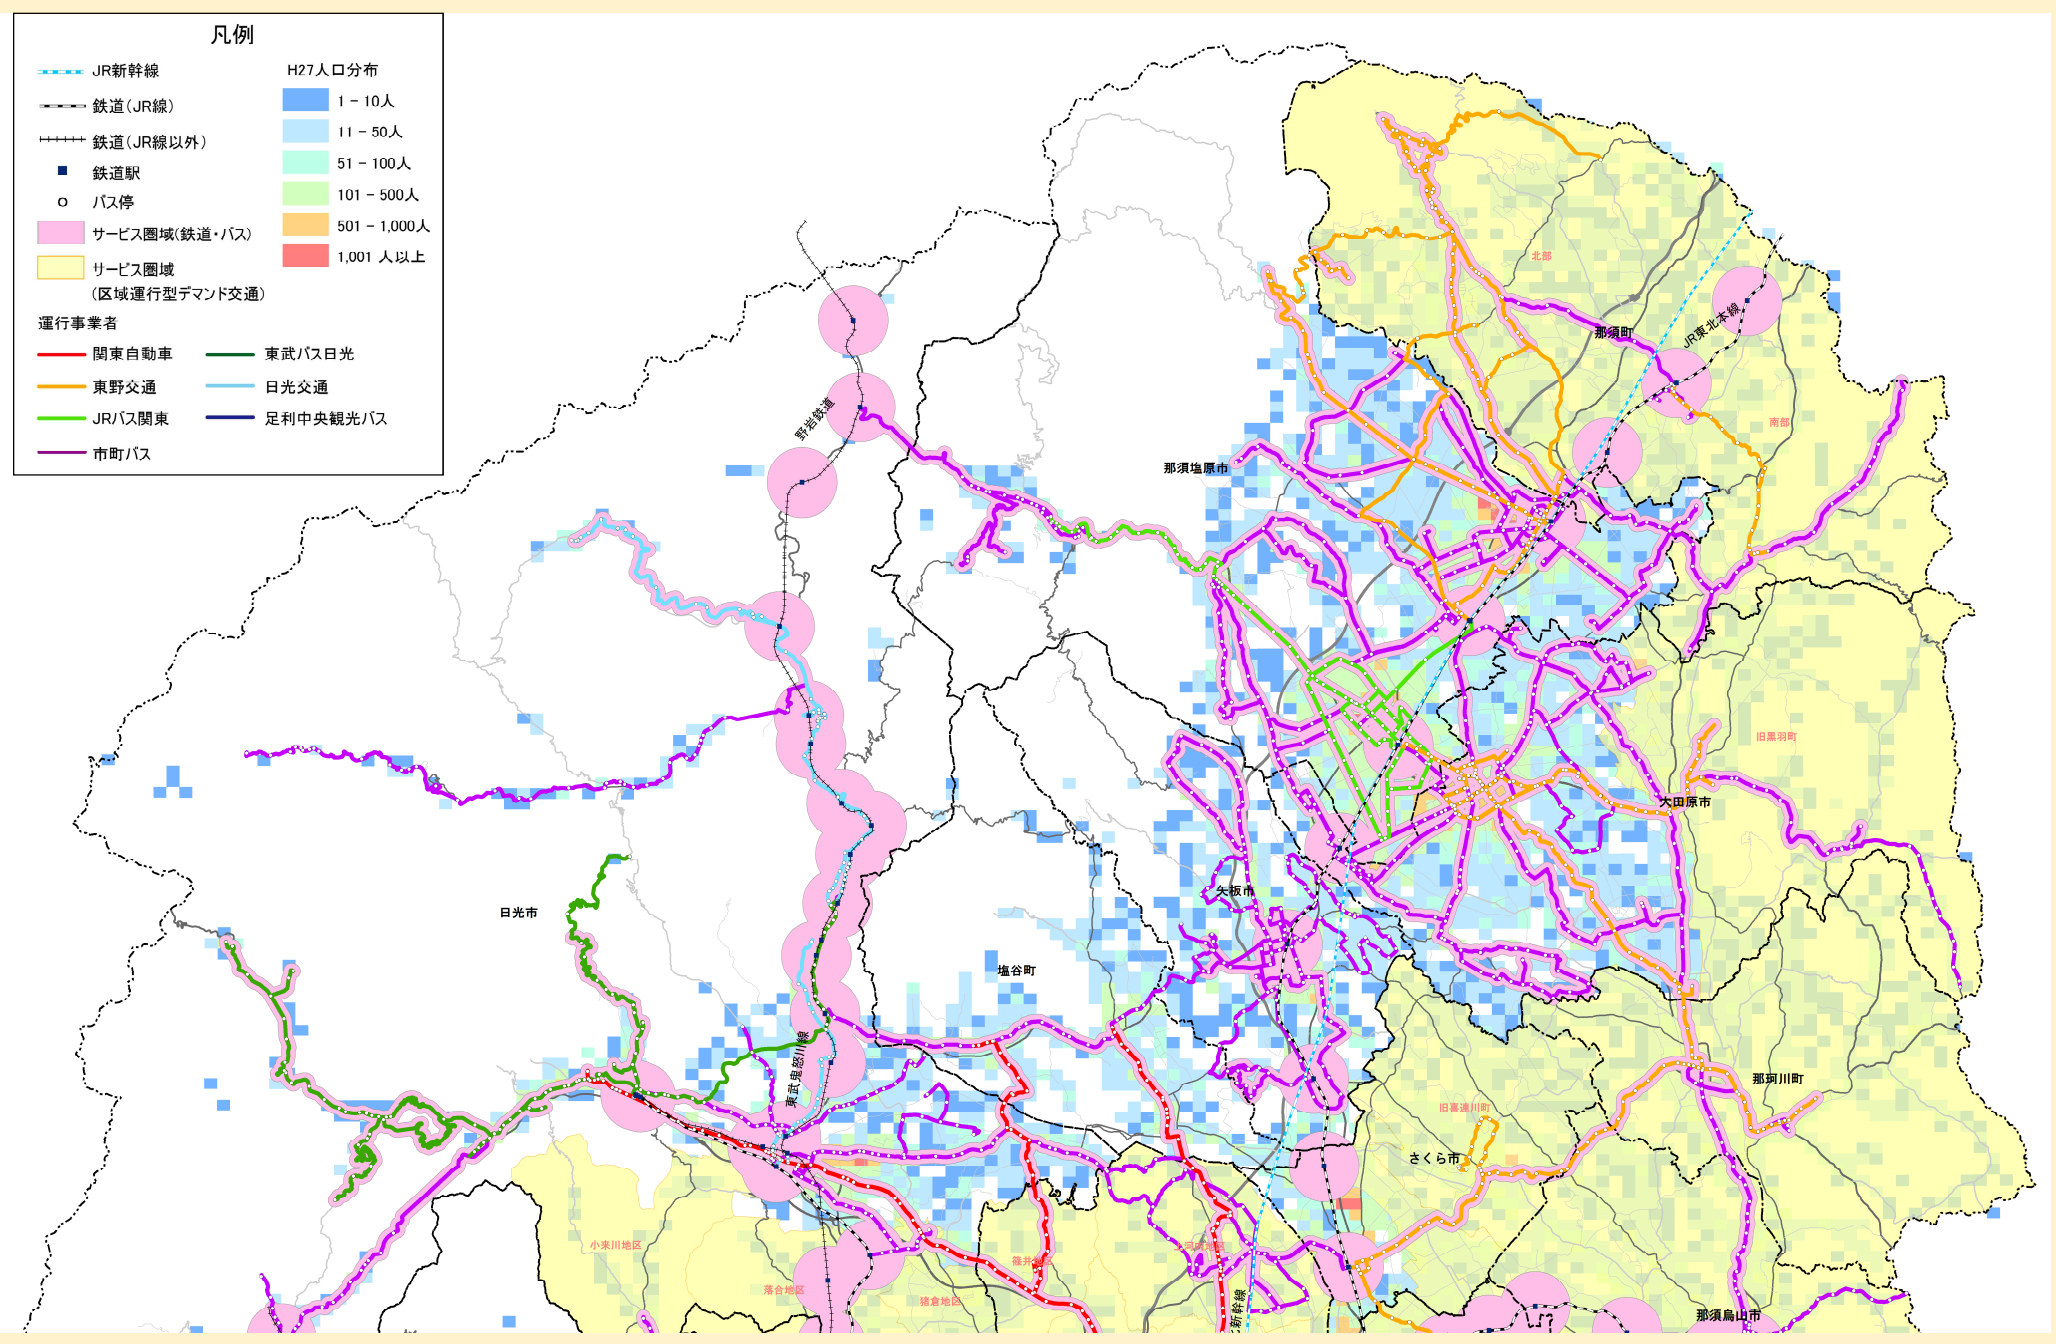 凡例
JR新幹線
鉄道(JR線)
鉄道(JR線以外)
鉄道駅
バス停
サービス圏域(鉄道・バス)
サービス圏域
(区域運行型デマンド交通)
H27人口分布
1 - 10人
11 - 50人
51 - 100人
101 - 500人
501 - 1,000人
1,001 人以上
運行事業者
関東自動車
東野交通
JRバス関東
市町バス
東武バス日光
日光交通
足利中央観光バス
北部
那須町
JR東北本線
野岩鉄道
南部
那須塩原市
旧黒羽町
大田原市
矢板市
日光市
塩谷町
東武鬼怒川線
那珂川町
旧喜連川町
さくら市
小来川地区
落合地区
猪倉地区
那須烏山市
新幹線